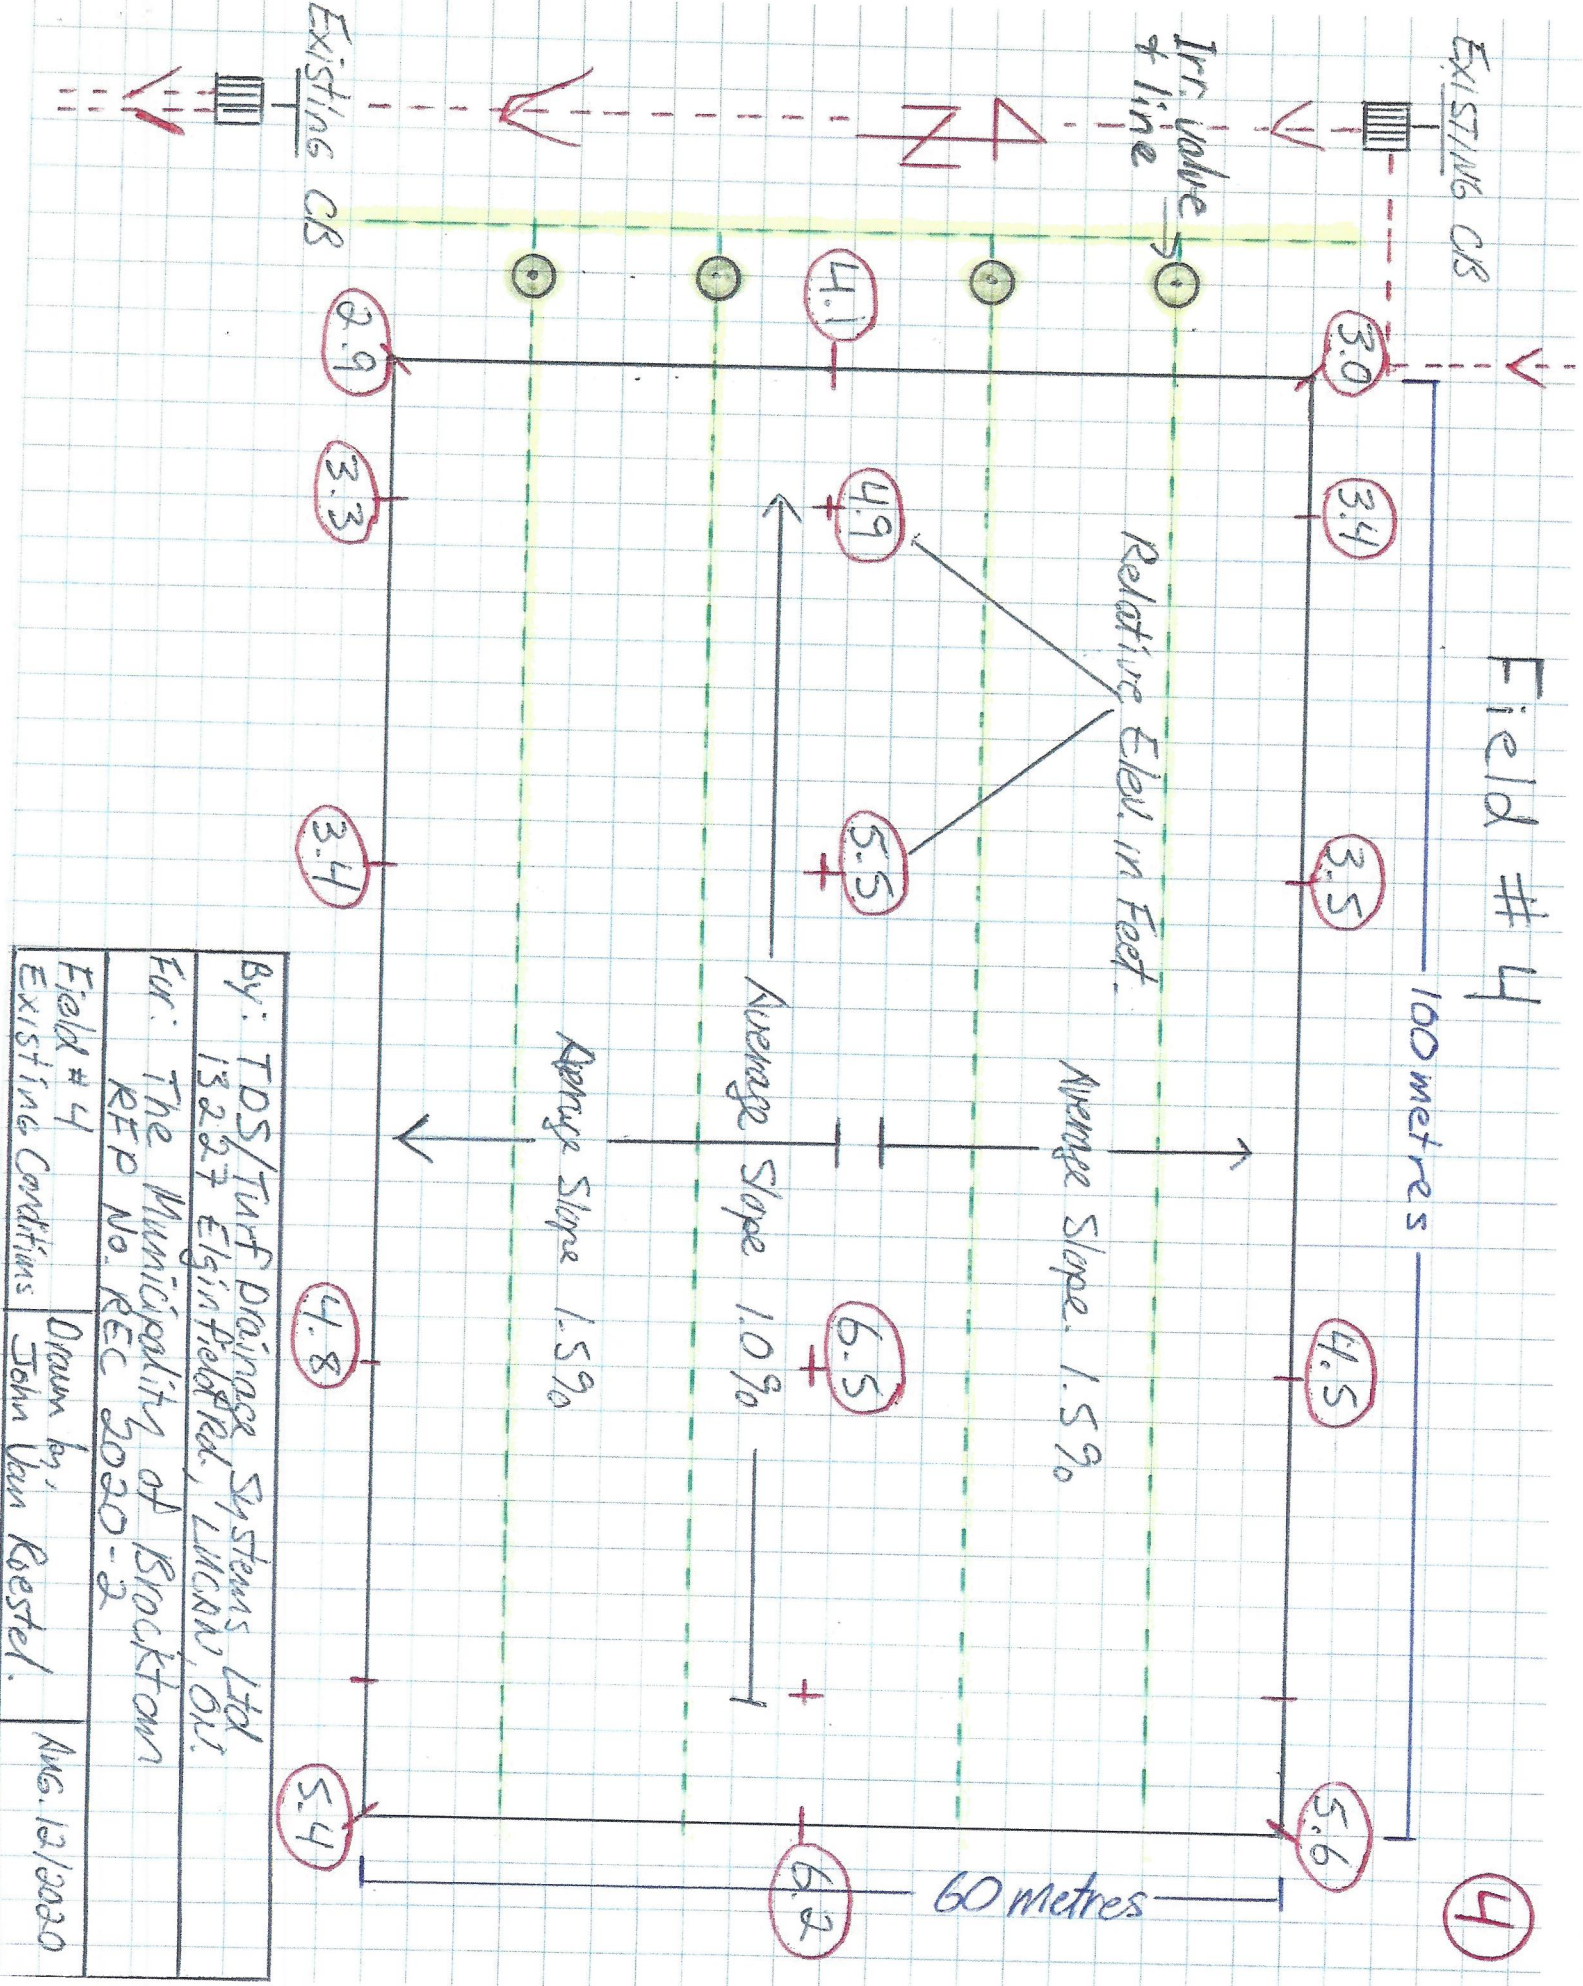 Field # 4
4
100 metres
Existing CB
Irr. valve
& line
N
Existing CB
3.0
3.4
3.5
4.5
5.6
Relative Elev. in Feet.
Average Slope. 1.5%
4.1
4.9
5.5
6.5
6.2
60 metres
Average Slope 1.0%
Average Slope 1.5%
2.9
3.3
3.4
4.8
5.4
By: TDS/Turf Drainage Systems Ltd
13227 Elginfield Rd., LUCAN, ON.
For: The Municipality of Brockton
RFP No. REC 2020-2
Field # 4
Existing Conditions
Drawn by:
John Van Roestel.
AUG. 12/2020